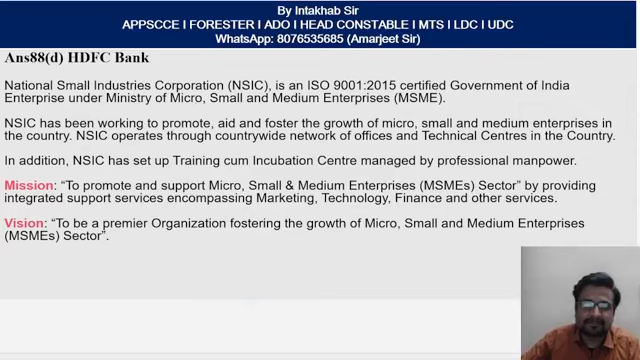 By Intakhab Sir
APPSCCE I FORESTER I ADO I HEAD CONSTABLE I MTS I LDC I UDC
WhatsApp: 8076535685 (Amarjeet Sir)
Ans88(d) HDFC Bank
National Small Industries Corporation (NSIC), is an ISO 9001:2015 certified Government of India
Enterprise under Ministry of Micro, Small and Medium Enterprises (MSME).
NSIC has been working to promote, aid and foster the growth of micro, small and medium enterprises in
the country. NSIC operates through countrywide network of offices and Technical Centres in the Country.
In addition, NSIC has set up Training cum Incubation Centre managed by professional manpower.
Mission: “To promote and support Micro, Small & Medium Enterprises (MSMEs) Sector” by providing
integrated support services encompassing Marketing, Technology, Finance and other services.
Vision: “To be a premier Organization fostering the growth of Micro, Small and Medium Enterprises
(MSMEs) Sector”.